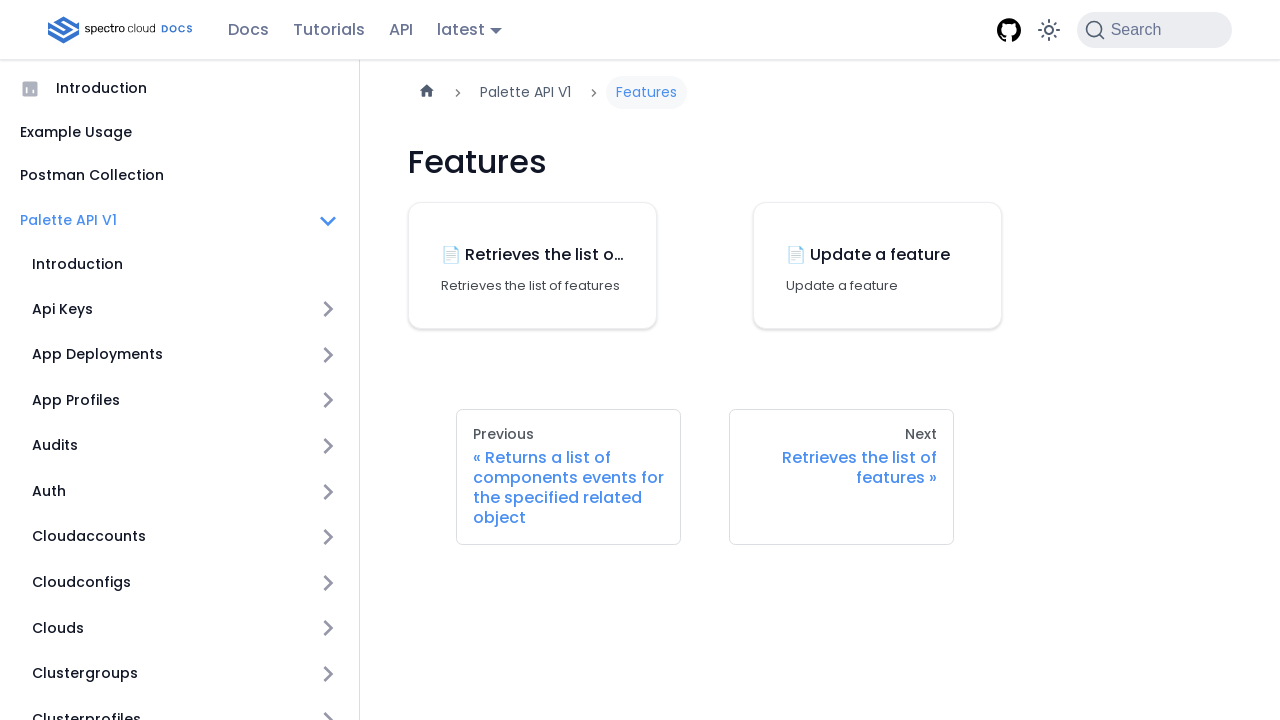 spectro cloud DOCS
Docs
Tutorials
API
latest
Search
Introduction
Example Usage
Postman Collection
Palette API V1
Introduction
Api Keys
App Deployments
App Profiles
Audits
Auth
Cloudaccounts
Cloudconfigs
Clouds
Clustergroups
Clusterprofiles
Palette API V1
Features
Features
📄 Retrieves the list o...
Retrieves the list of features
📄 Update a feature
Update a feature
Previous
« Returns a list of
components events for
the specified related
object
Next
Retrieves the list of
features »